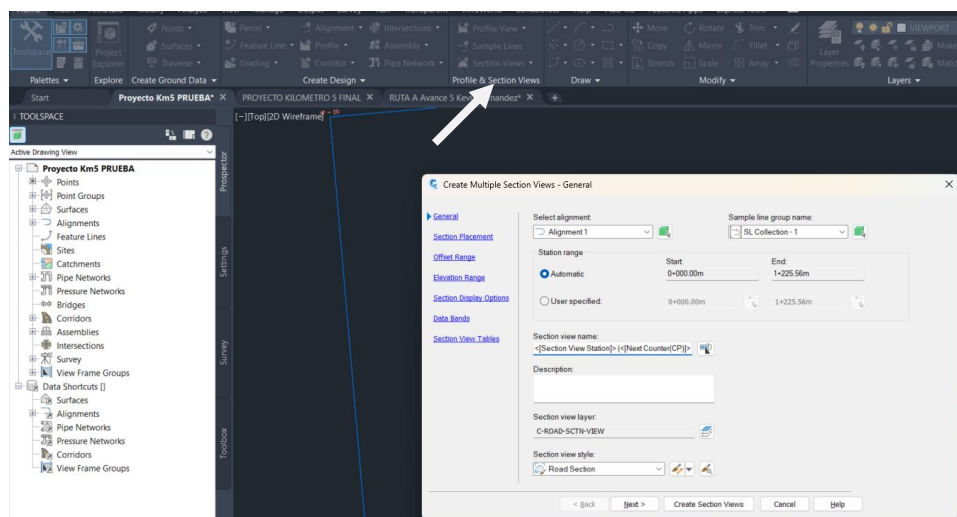 Toolspace
Project Explorer
Points
Surfaces
Traverse
Parcel
Feature Line
Grading
Alignment
Profile
Corridor
Intersections
Assembly
Pipe Network
Profile View
Sample Lines
Section Views
Move
Copy
Stretch
Rotate
Mirror
Scale
Trim
Fillet
Array
Layer Properties
VIEWPORT
Make
Match
Palettes
Explore
Create Ground Data
Create Design
Profile & Section Views
Draw
Modify
Layers
Start
Proyecto Km5 PRUEBA*
PROYECTO KILOMETRO 5 FINAL
RUTA A Avance 5
TOOLSPACE
[−][Top][2D Wireframe]
Active Drawing View
Proyecto Km5 PRUEBA
Points
Point Groups
Surfaces
Alignments
Feature Lines
Sites
Catchments
Pipe Networks
Pressure Networks
Bridges
Corridors
Assemblies
Intersections
Survey
View Frame Groups
Data Shortcuts []
Surfaces
Alignments
Pipe Networks
Pressure Networks
Corridors
View Frame Groups
Prospector
Settings
Survey
Toolbox
Create Multiple Section Views - General
General
Section Placement
Offset Range
Elevation Range
Section Display Options
Data Bands
Section View Tables
Select alignment:
Sample line group name:
Alignment 1
SL Collection - 1
Station range
Start:
End:
Automatic
0+000.00m
1+225.56m
User specified:
0+000.00m
1+225.56m
Section view name:
<[Section View Station]> (<[Next Counter(CP)]>
Description:
Section view layer:
C-ROAD-SCTN-VIEW
Section view style:
Road Section
< Back
Next >
Create Section Views
Cancel
Help